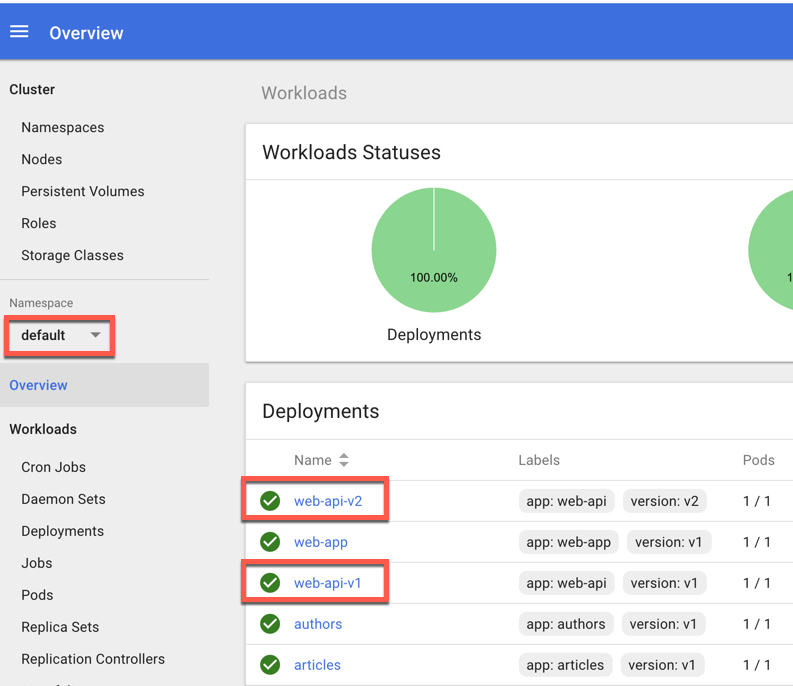 Overview
Cluster
Namespaces
Nodes
Persistent Volumes
Roles
Storage Classes
Namespace
default
Overview
Workloads
Cron Jobs
Daemon Sets
Deployments
Jobs
Pods
Replica Sets
Replication Controllers
Workloads
Workloads Statuses
100.00%
Deployments
Deployments
Name Labels Pods
web-api-v2 app: web-api version: v2 1 / 1
web-app app: web-app version: v1 1 / 1
web-api-v1 app: web-api version: v1 1 / 1
authors app: authors version: v1 1 / 1
articles app: articles version: v1 1 / 1